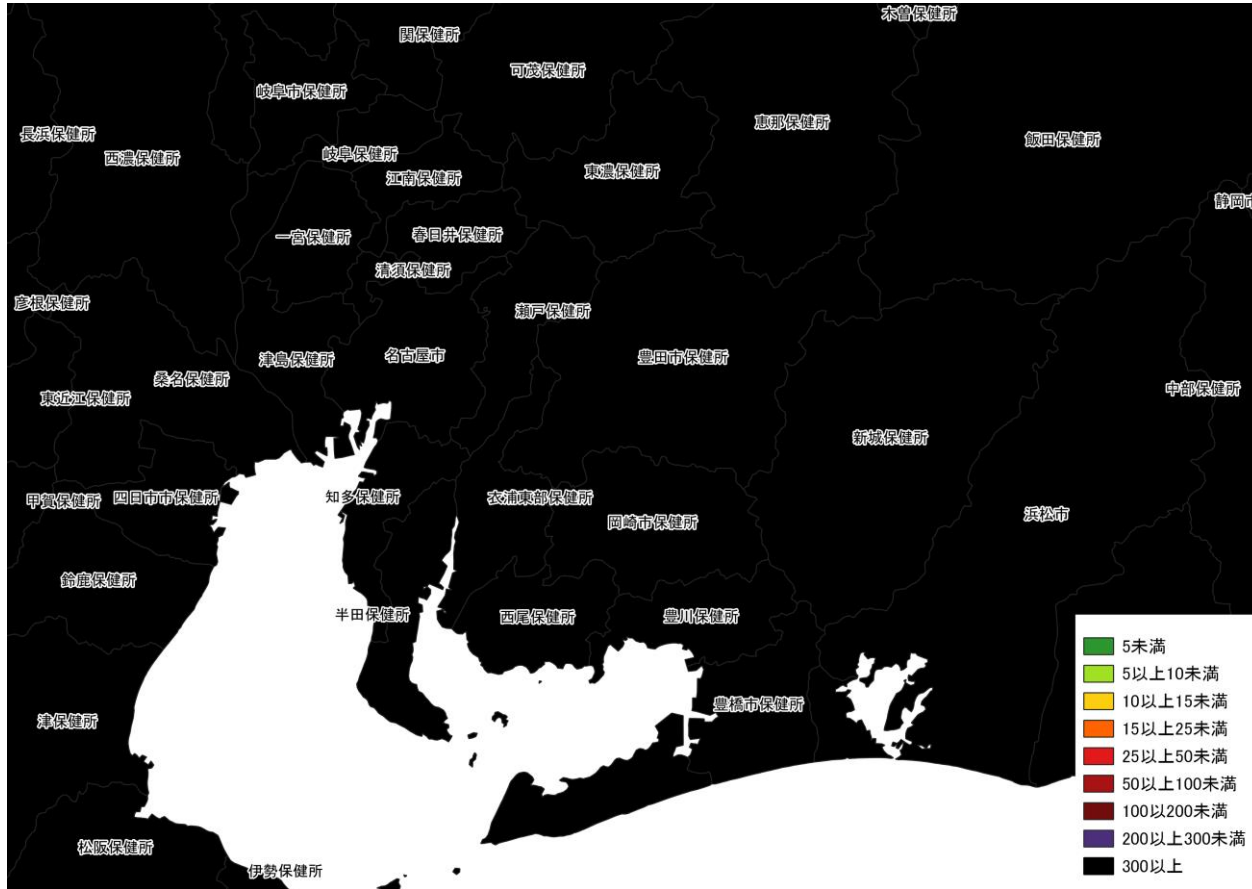 木曽保健所
関保健所
可茂保健所
岐阜市保健所
恵那保健所
長浜保健所
飯田保健所
西濃保健所
岐阜保健所
東濃保健所
江南保健所
静岡市
一宮保健所
春日井保健所
清須保健所
彦根保健所
瀬戸保健所
津島保健所
名古屋市
豊田市保健所
桑名保健所
中部保健所
東近江保健所
新城保健所
甲賀保健所
四日市市保健所
知多保健所
衣浦東部保健所
岡崎市保健所
浜松市
鈴鹿保健所
半田保健所
西尾保健所
豊川保健所
豊橋市保健所
津保健所
松阪保健所
伊勢保健所
5未満
5以上10未満
10以上15未満
15以上25未満
25以上50未満
50以上100未満
100以200未満
200以上300未満
300以上